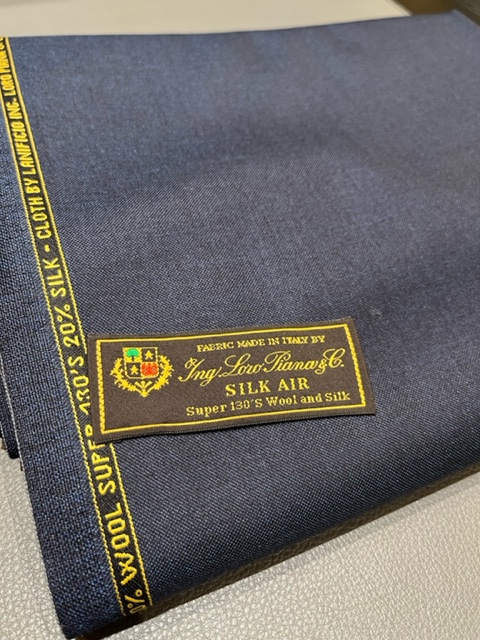 0% WOOL SUPER 130'S 20% SILK - CLOTH BY LANIFICIO ING. LORO PIANA &
FABRIC MADE IN ITALY BY
Ing. Loro Piana & C.
SILK AIR
Super 130'S Wool and Silk